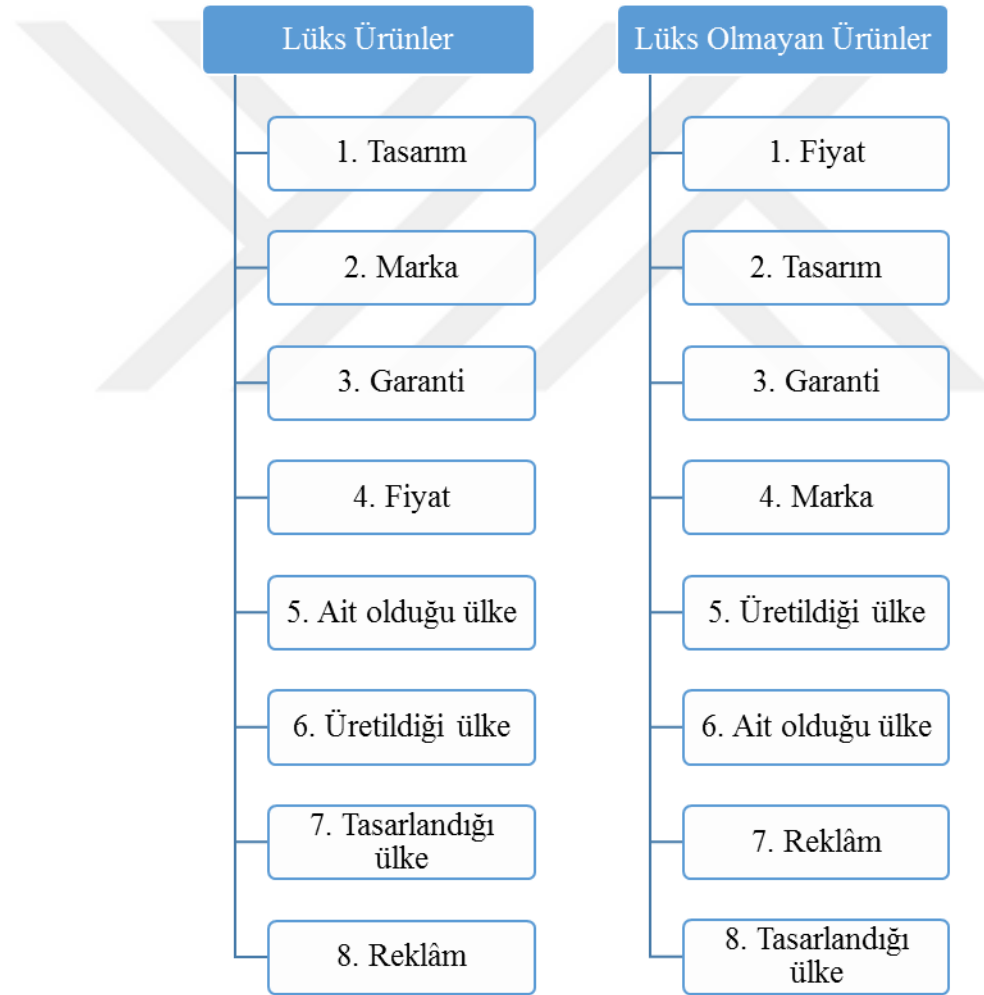 Lüks Ürünler
1. Tasarım
2. Marka
3. Garanti
4. Fiyat
5. Ait olduğu ülke
6. Üretildiği ülke
7. Tasarlandığı
ülke
8. Reklâm
Lüks Olmayan Ürünler
1. Fiyat
2. Tasarım
3. Garanti
4. Marka
5. Üretildiği ülke
6. Ait olduğu ülke
7. Reklâm
8. Tasarlandığı
ülke